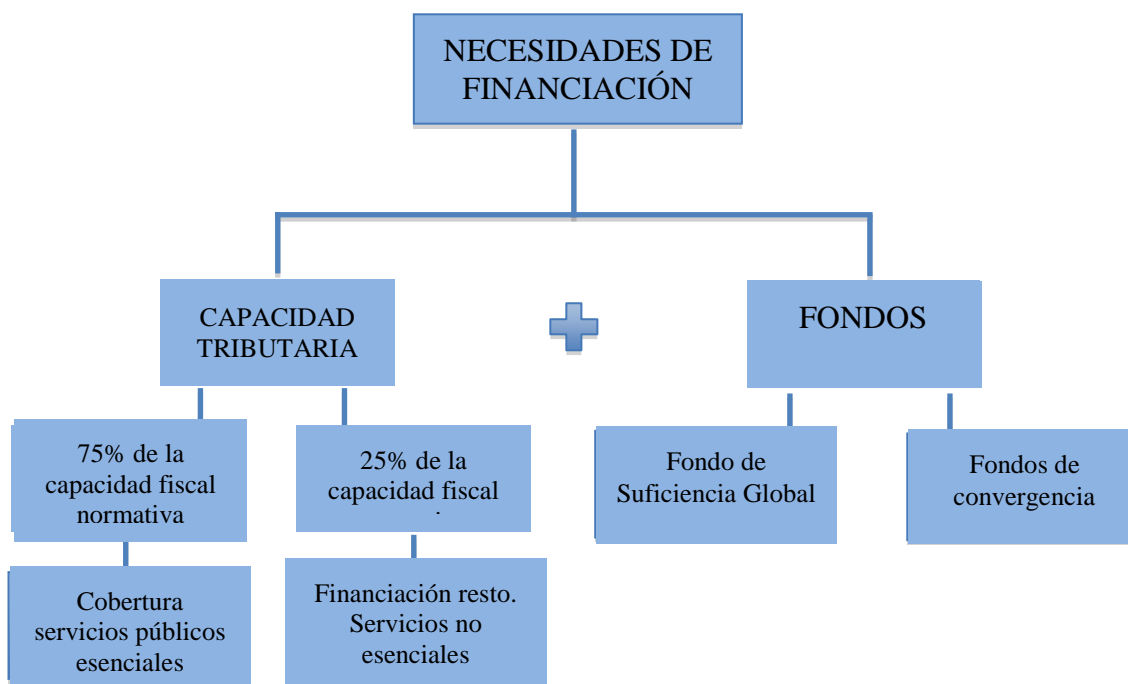 NECESIDADES DE
FINANCIACIÓN
CAPACIDAD
TRIBUTARIA
FONDOS
75% de la
capacidad fiscal
normativa
25% de la
capacidad fiscal
Fondo de
Suficiencia Global
Fondos de
convergencia
Cobertura
servicios públicos
esenciales
Financiación resto.
Servicios no
esenciales